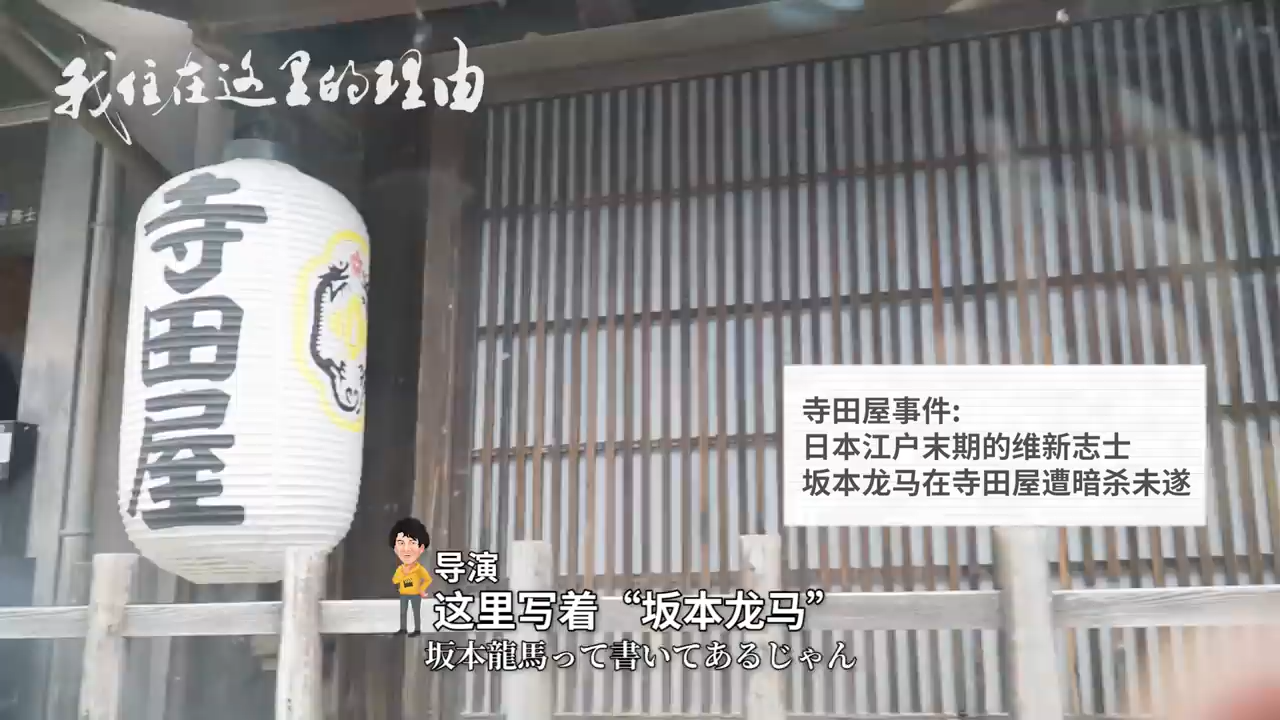 我住在这里的理由
寺田屋
寺田屋事件:
日本江户末期的维新志士
坂本龙马在寺田屋遭暗杀未遂
导演
这里写着“坂本龙马”
坂本龍馬って書いてあるじゃん